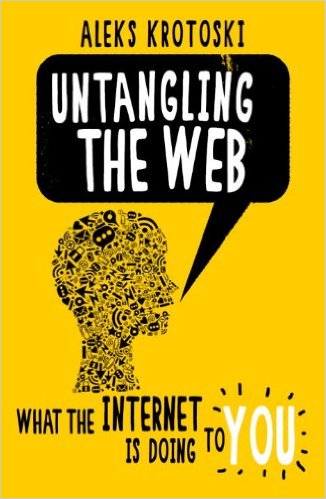 ALEKS KROTOSKI
UNTANGLING
THE WEB
WHAT THE INTERNET
IS DOING TO YOU